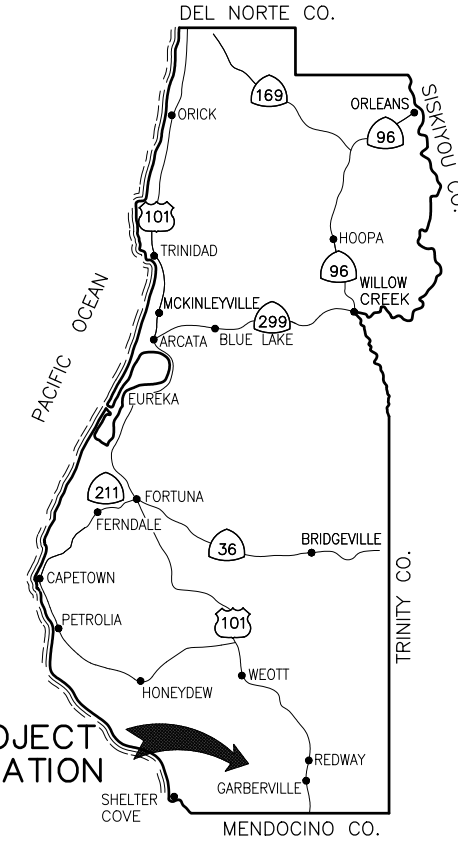 DEL NORTE CO.
169
ORLEANS
SISKIYOU CO.
96
ORICK
101
HOOPA
TRINIDAD
96
WILLOW
CREEK
PACIFIC OCEAN
MCKINLEYVILLE
299
ARCATA
BLUE LAKE
EUREKA
211
FORTUNA
FERNDALE
36
BRIDGEVILLE
TRINITY CO.
CAPETOWN
PETROLIA
101
WEOTT
HONEYDEW
REDWAY
GARBERVILLE
SHELTER
COVE
MENDOCINO CO.